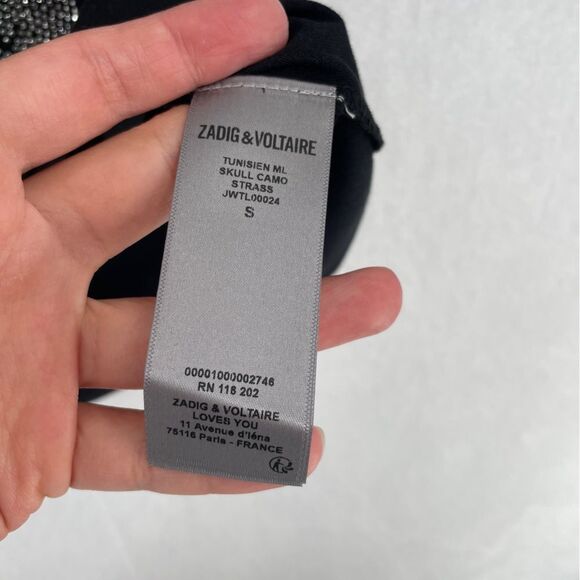 ZADIG & VOLTAIRE
TUNISIEN ML
SKULL CAMO
STRASS
JWTL00024
S
00001000002746
RN 116 202
ZADIG & VOLTAIRE
LOVES YOU
11 Avenue d'Iéna
75116 Paris - FRANCE